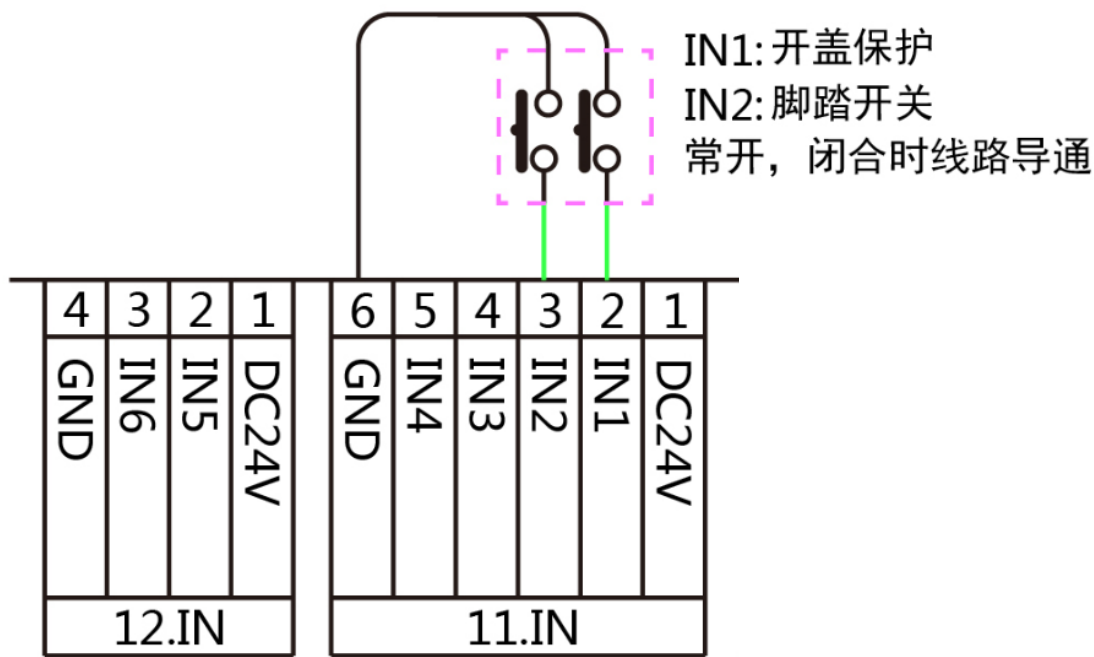 IN1: 开盖保护
IN2: 脚踏开关
常开，闭合时线路导通
4 3 2 1 6 5 4 3 2 1
GND IN6 IN5 DC24V GND IN4 IN3 IN2 IN1 DC24V
12.IN 11.IN